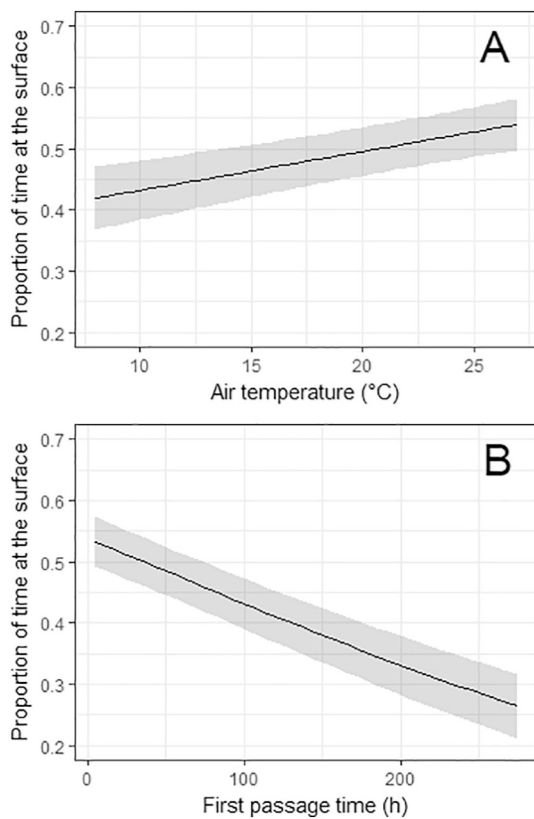 A
Proportion of time at the surface
0.7
0.6
0.5
0.4
0.3
0.2
10 15 20 25
Air temperature (°C)
B
Proportion of time at the surface
0.7
0.6
0.5
0.4
0.3
0.2
0 100 200
First passage time (h)